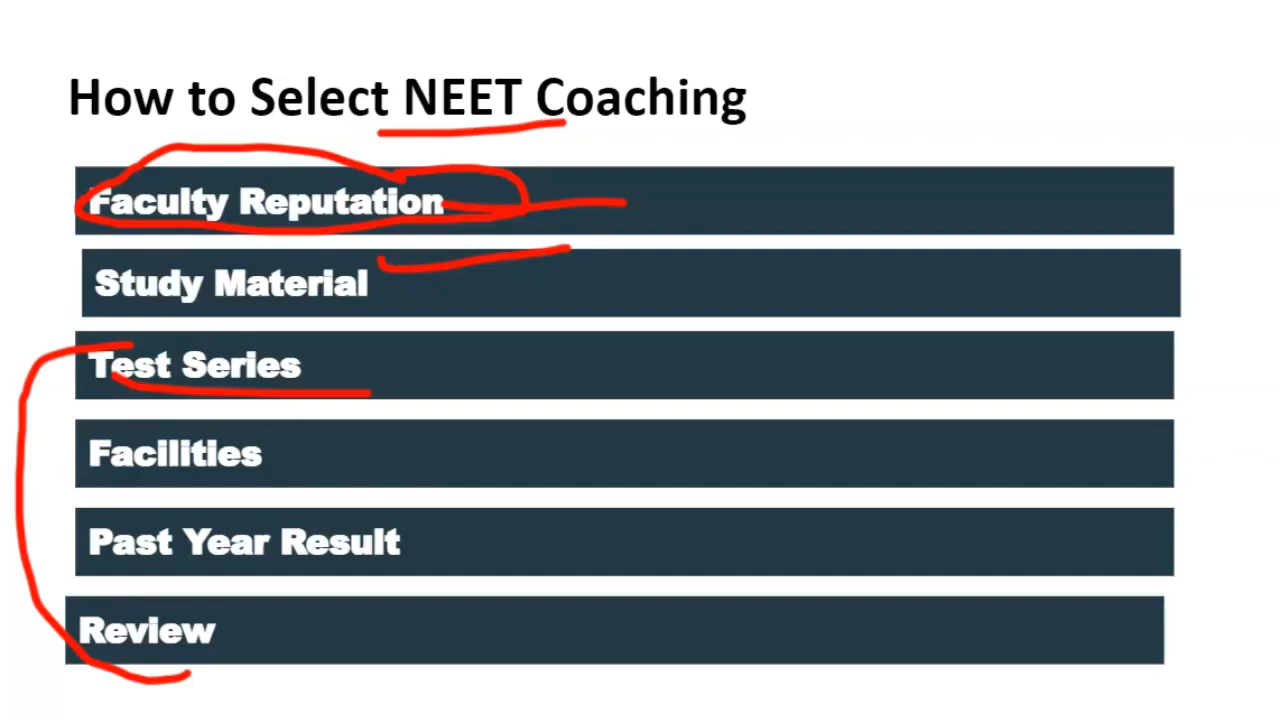 How to Select NEET Coaching
Faculty Reputation
Study Material
Test Series
Facilities
Past Year Result
Review